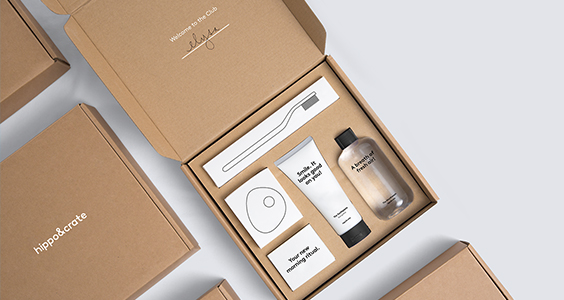 Welcome to the Club
elyse
Smile. It
looks good
on you!
A breath of
fresh air!
Your new
morning ritual.
hippo&crate